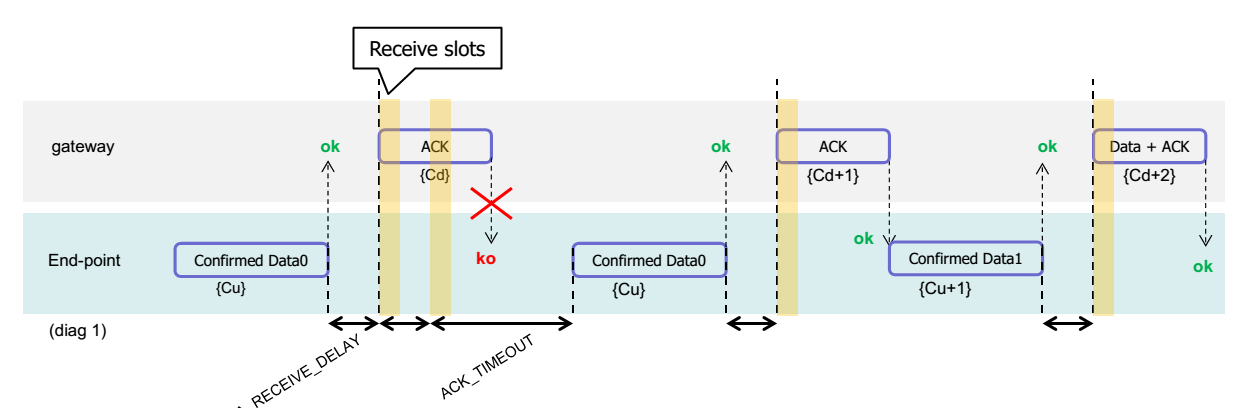 Receive slots
gateway
ok
ACK
{Cd}
ok
ACK
{Cd+1}
ok
Data + ACK
{Cd+2}
End-point
Confirmed Data0
{Cu}
ko
Confirmed Data0
{Cu}
ok
Confirmed Data1
{Cu+1}
ok
(diag 1)
_RECEIVE_DELAY
ACK_TIMEOUT